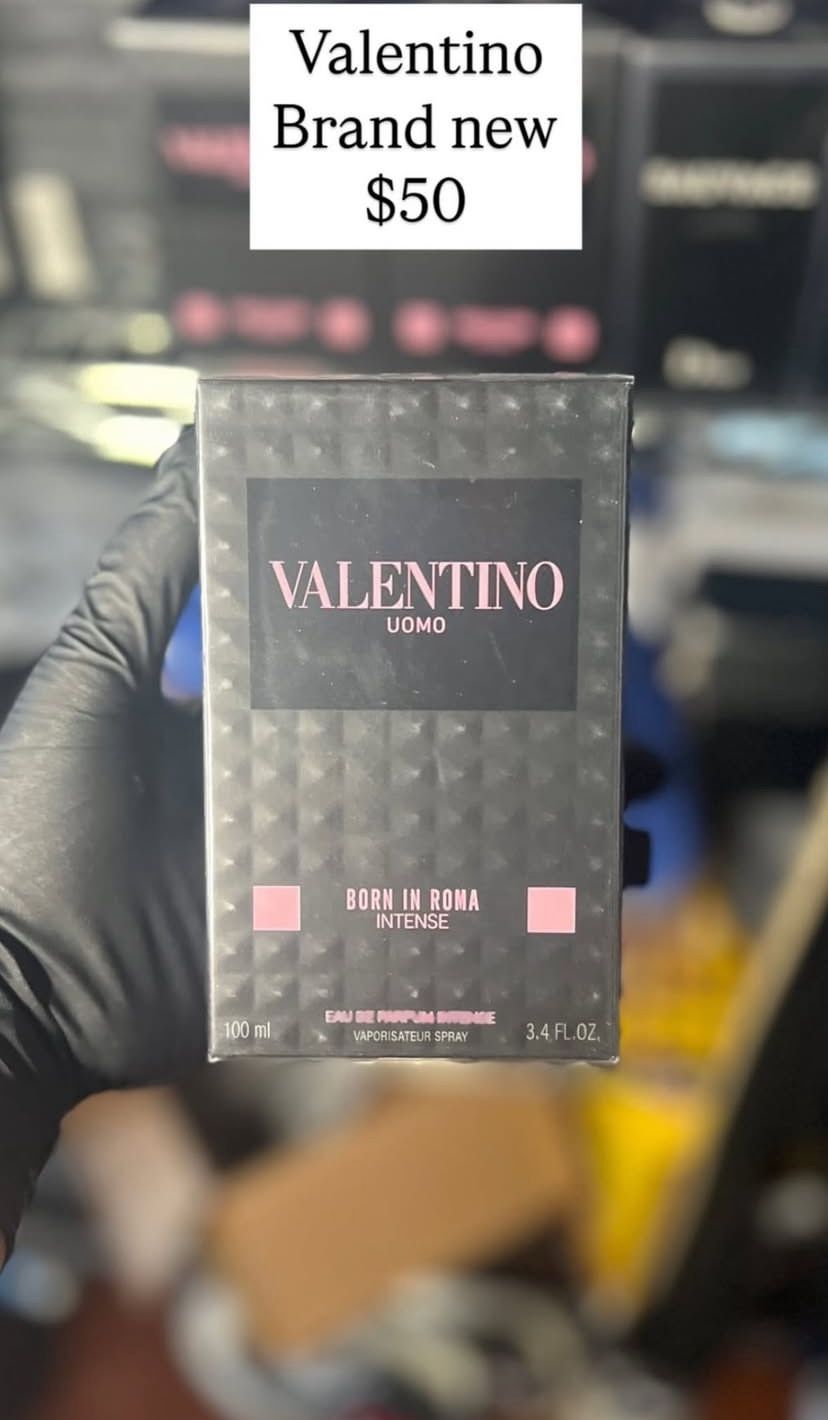 Valentino
Brand new
$50
VALENTINO
UOMO
BORN IN ROMA
INTENSE
EAU DE PARFUM INTENSE
VAPORISATEUR SPRAY
100 ml
3.4 FL.OZ.